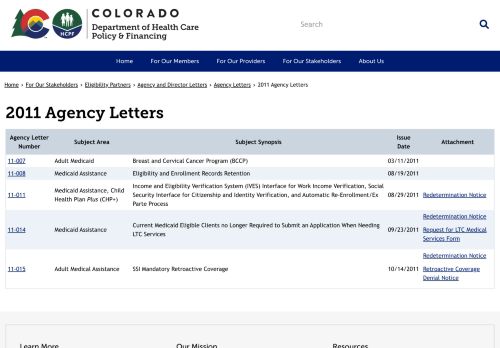 COLORADO
Department of Health Care
Policy & Financing
CO
HCPF
Search
Home
For Our Members
For Our Providers
For Our Stakeholders
About Us
Home › For Our Stakeholders › Eligibility Partners › Agency and Director Letters › Agency Letters › 2011 Agency Letters
2011 Agency Letters
Agency Letter Number
Subject Area
Subject Synopsis
Issue Date
Attachment
11-007 Adult Medicaid Breast and Cervical Cancer Program (BCCP) 03/11/2011
11-008 Medicaid Assistance Eligibility and Enrollment Records Retention 08/19/2011
11-011 Medicaid Assistance, Child Health Plan Plus (CHP+) Income and Eligibility Verification System (IVES) Interface for Work Income Verification, Social Security Interface for Citizenship and Identity Verification, and Automatic Re-Enrollment/Ex Parte Process 08/29/2011 Redetermination Notice
11-014 Medicaid Assistance Current Medicaid Eligible Clients no Longer Required to Submit an Application When Needing LTC Services 09/23/2011 Redetermination Notice
Request for LTC Medical Services Form
11-015 Adult Medical Assistance SSI Mandatory Retroactive Coverage 10/14/2011 Redetermination Notice
Retroactive Coverage Denial Notice
Learn More
Our Mission
Resources